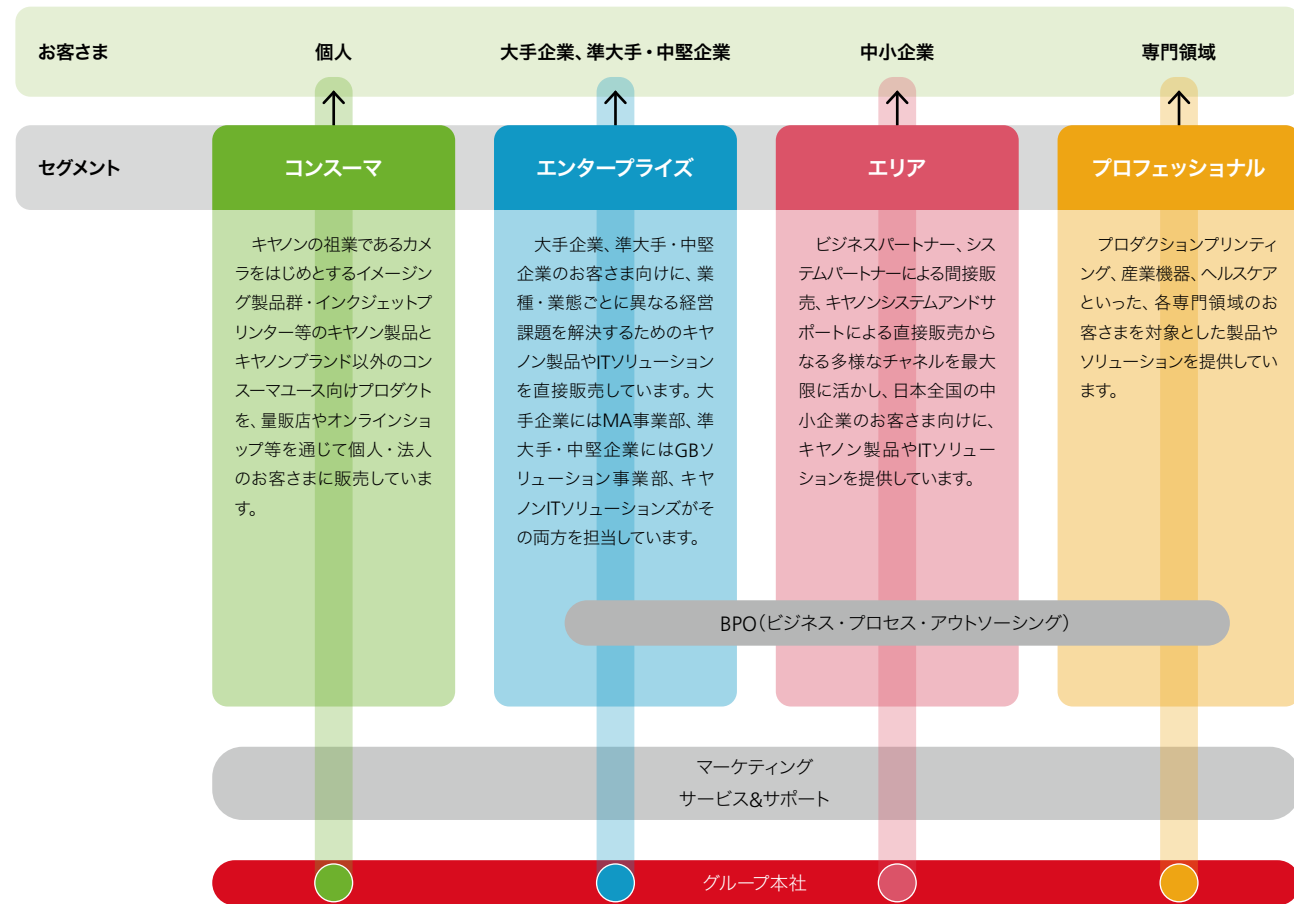 お客さま
個人
大手企業、準大手・中堅企業
中小企業
専門領域
セグメント
コンスーマ
エンタープライズ
エリア
プロフェッショナル
キヤノンの祖業であるカメ
ラをはじめとするイメージン
グ製品群・インクジェットプ
リンター等のキヤノン製品と
キヤノンブランド以外のコン
スーマユース向けプロダクト
を、量販店やオンラインショ
ップ等を通じて個人・法人
のお客さまに販売していま
す。
大手企業、準大手・中堅
企業のお客さま向けに、業
種・業態ごとに異なる経営
課題を解決するためのキヤ
ノン製品やITソリューション
を直接販売しています。大
手企業にはMA事業部、準
大手・中堅企業にはGBソ
リューション事業部、キヤ
ノンITソリューションズがそ
の両方を担当しています。
ビジネスパートナー、シス
テムパートナーによる間接販
売、キヤノンシステムアンドサ
ポートによる直接販売から
なる多様なチャネルを最大
限に活かし、日本全国の中
小企業のお客さま向けに、
キヤノン製品やITソリュー
ションを提供しています。
プロダクションプリンティ
ング、産業機器、ヘルスケア
といった、各専門領域のお
客さまを対象とした製品や
ソリューションを提供してい
ます。
BPO(ビジネス・プロセス・アウトソーシング)
マーケティング
サービス&サポート
グループ本社